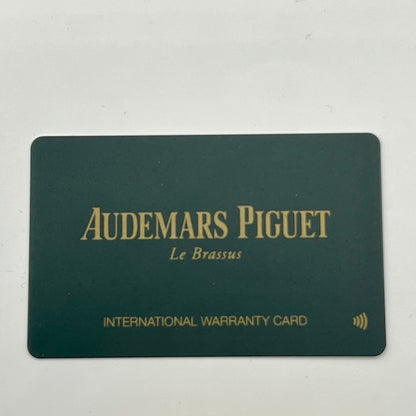 AUDEMARS PIGUET
Le Brassus
INTERNATIONAL WARRANTY CARD